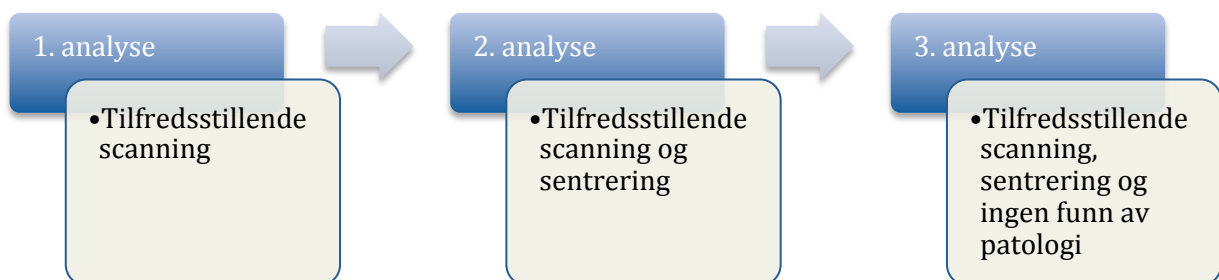 1. analyse
•Tilfredsstillende
scanning
2. analyse
•Tilfredsstillende
scanning og
sentrering
3. analyse
•Tilfredsstillende
scanning,
sentrering og
ingen funn av
patologi